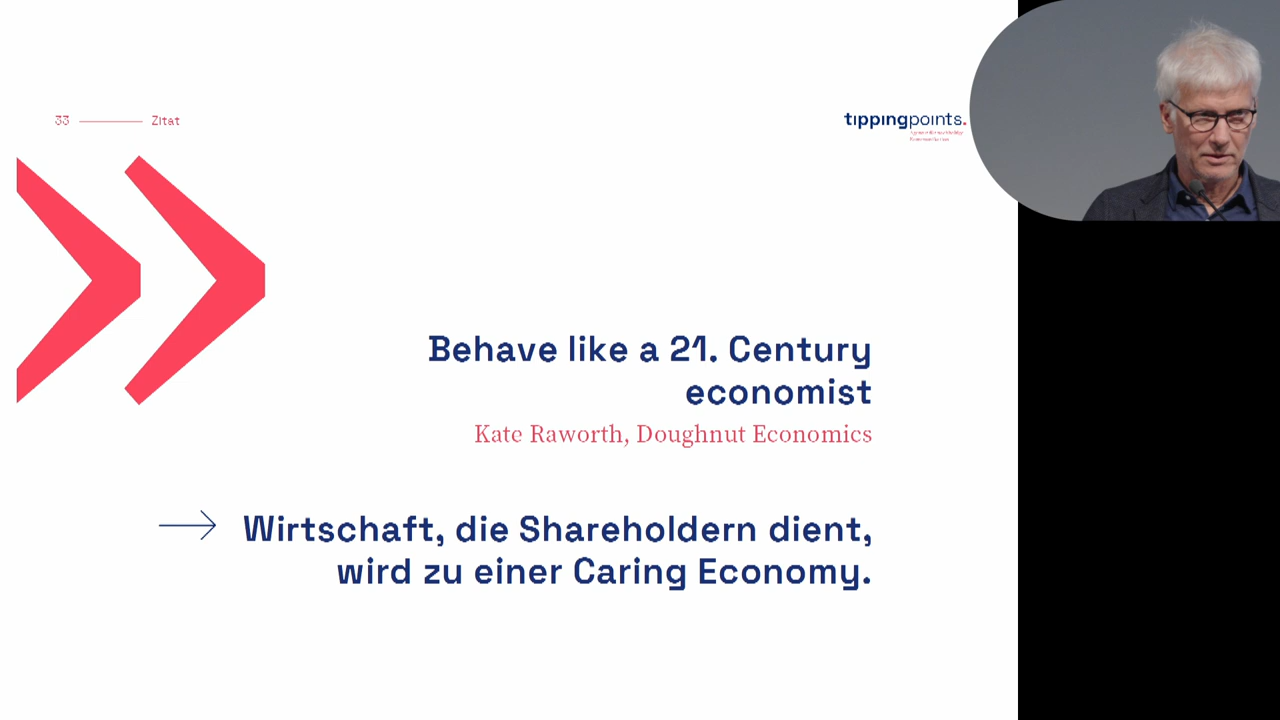 33 Zitat
tippingpoints.
Behave like a 21. Century
economist
Kate Raworth, Doughnut Economics
Wirtschaft, die Shareholdern dient,
wird zu einer Caring Economy.